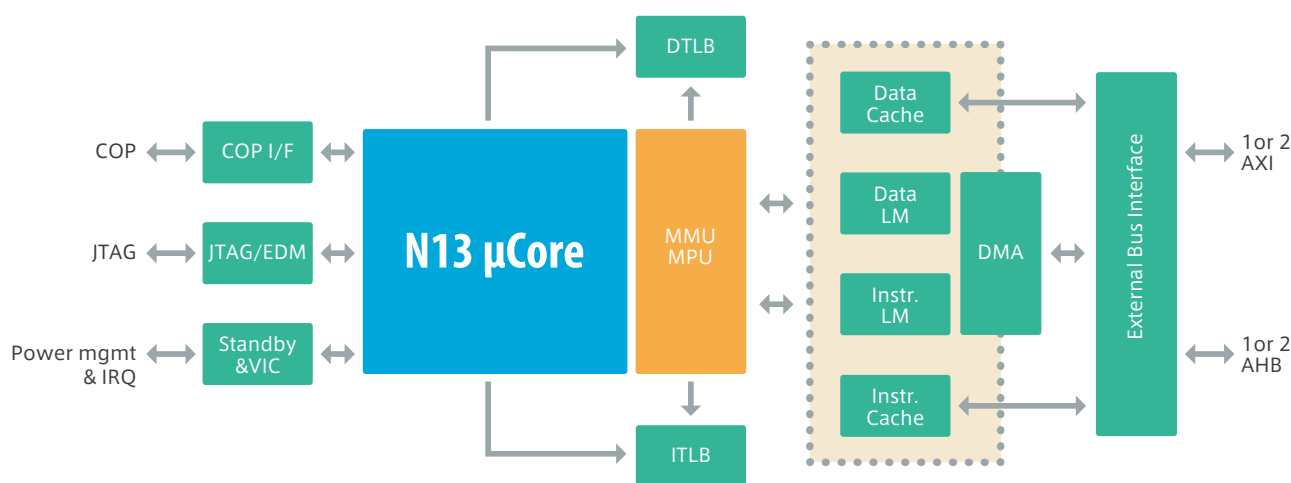 DTLB
Data
Cache
COP
COP I/F
1or 2
AXI
Data
LM
JTAG
JTAG/EDM
N13 µCore
MMU
MPU
DMA
External Bus Interface
Instr.
LM
Power mgmt
& IRQ
Standby
&VIC
1or 2
AHB
Instr.
Cache
ITLB